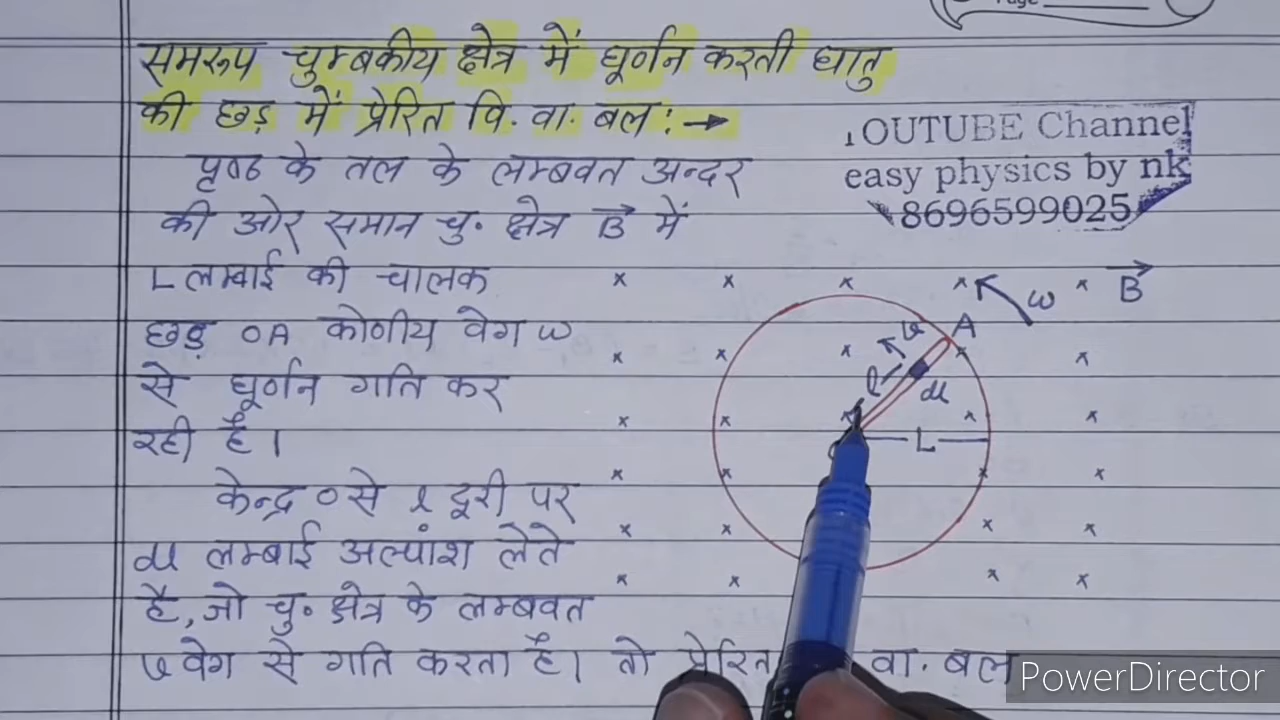 Page
समरूप चुम्बकीय क्षेत्र में घूर्णन करती धातु
की छड़ में प्रेरित वि. वा. बल : →
पृष्ठ के तल के लम्बवत अन्दर
की ओर समान चु. क्षेत्र B में
L लम्बाई की चालक
छड़ OA कोणीय वेग ω
से घूर्णन गति कर
रही है।
केन्द्र O से l दूरी पर
dl लम्बाई अल्पांश लेते
है, जो चु. क्षेत्र के लम्बवत
v वेग से गति करता है। तो प्रेरित वा. बल
OUTUBE Channel
easy physics by nk
8696599025
B
ω
v
A
l
dl
L
PowerDirector